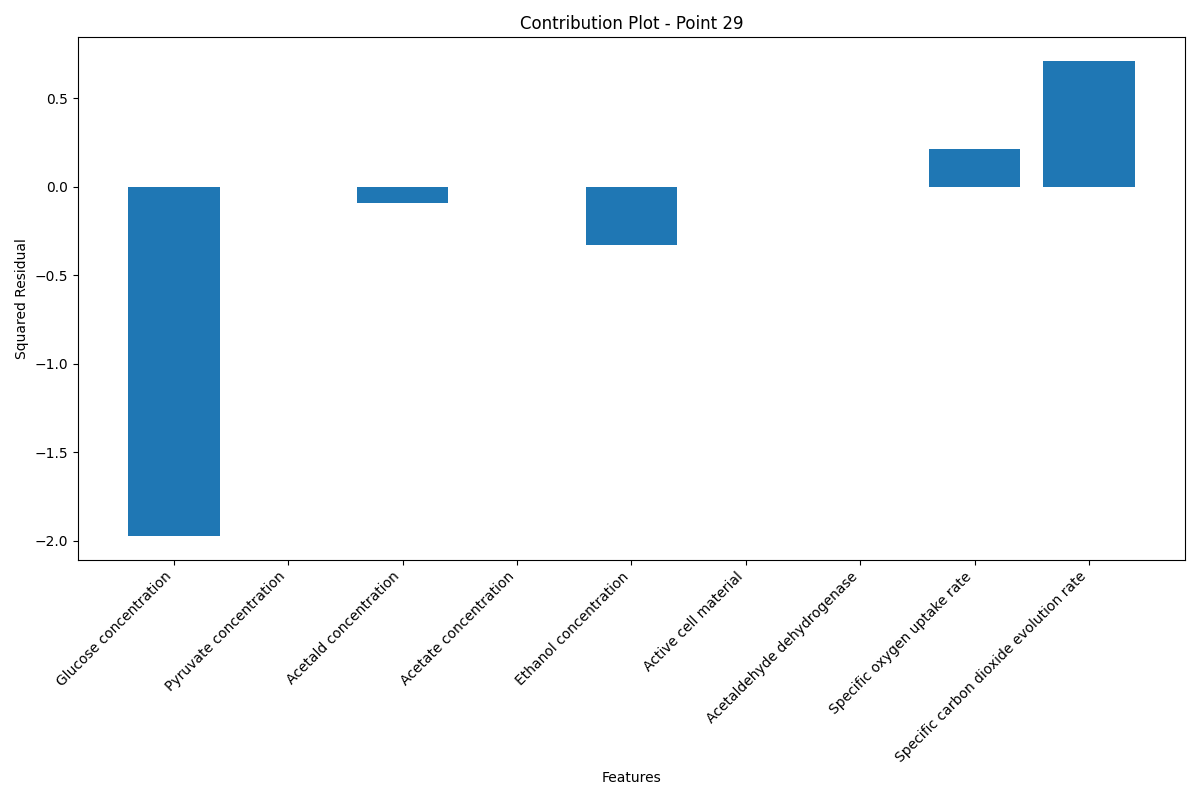 Contribution Plot - Point 29
Squared Residual
0.5
0.0
−0.5
−1.0
−1.5
−2.0
Glucose concentration
Pyruvate concentration
Acetald concentration
Acetate concentration
Ethanol concentration
Active cell material
Acetaldehyde dehydrogenase
Specific oxygen uptake rate
Specific carbon dioxide evolution rate
Features